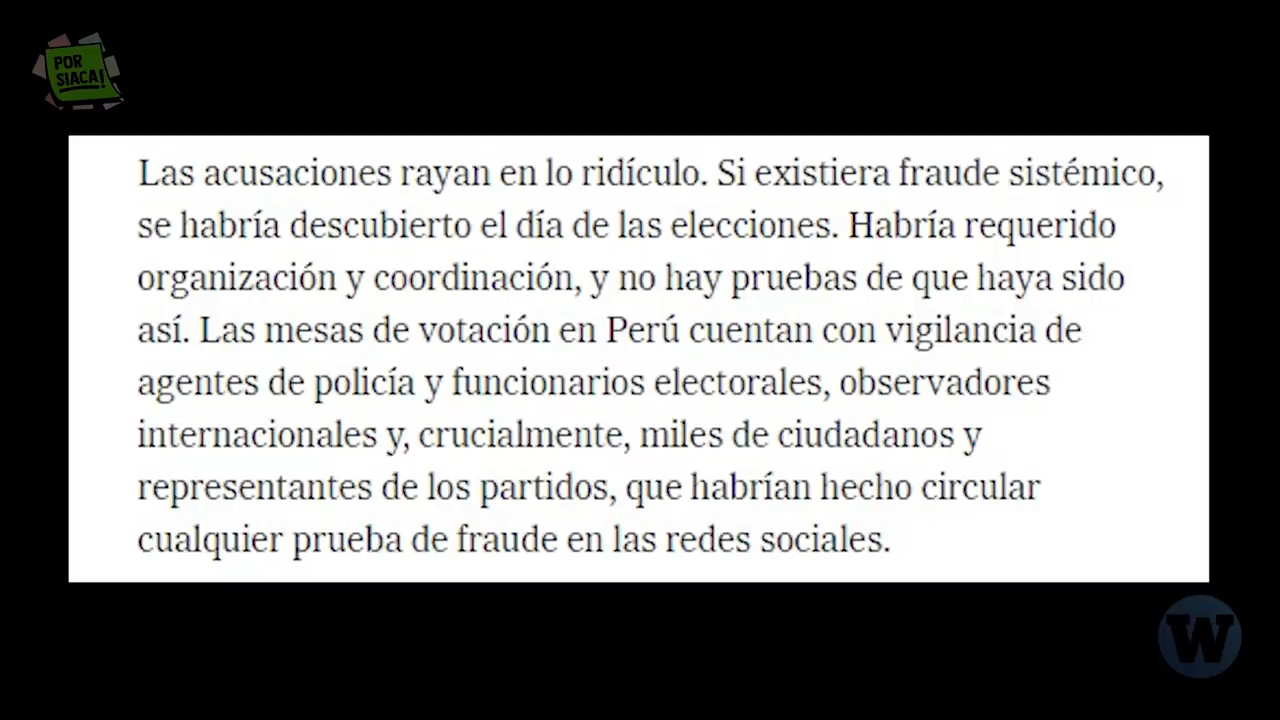 POR
SIACA!
Las acusaciones rayan en lo ridículo. Si existiera fraude sistémico,
se habría descubierto el día de las elecciones. Habría requerido
organización y coordinación, y no hay pruebas de que haya sido
así. Las mesas de votación en Perú cuentan con vigilancia de
agentes de policía y funcionarios electorales, observadores
internacionales y, crucialmente, miles de ciudadanos y
representantes de los partidos, que habrían hecho circular
cualquier prueba de fraude en las redes sociales.
W